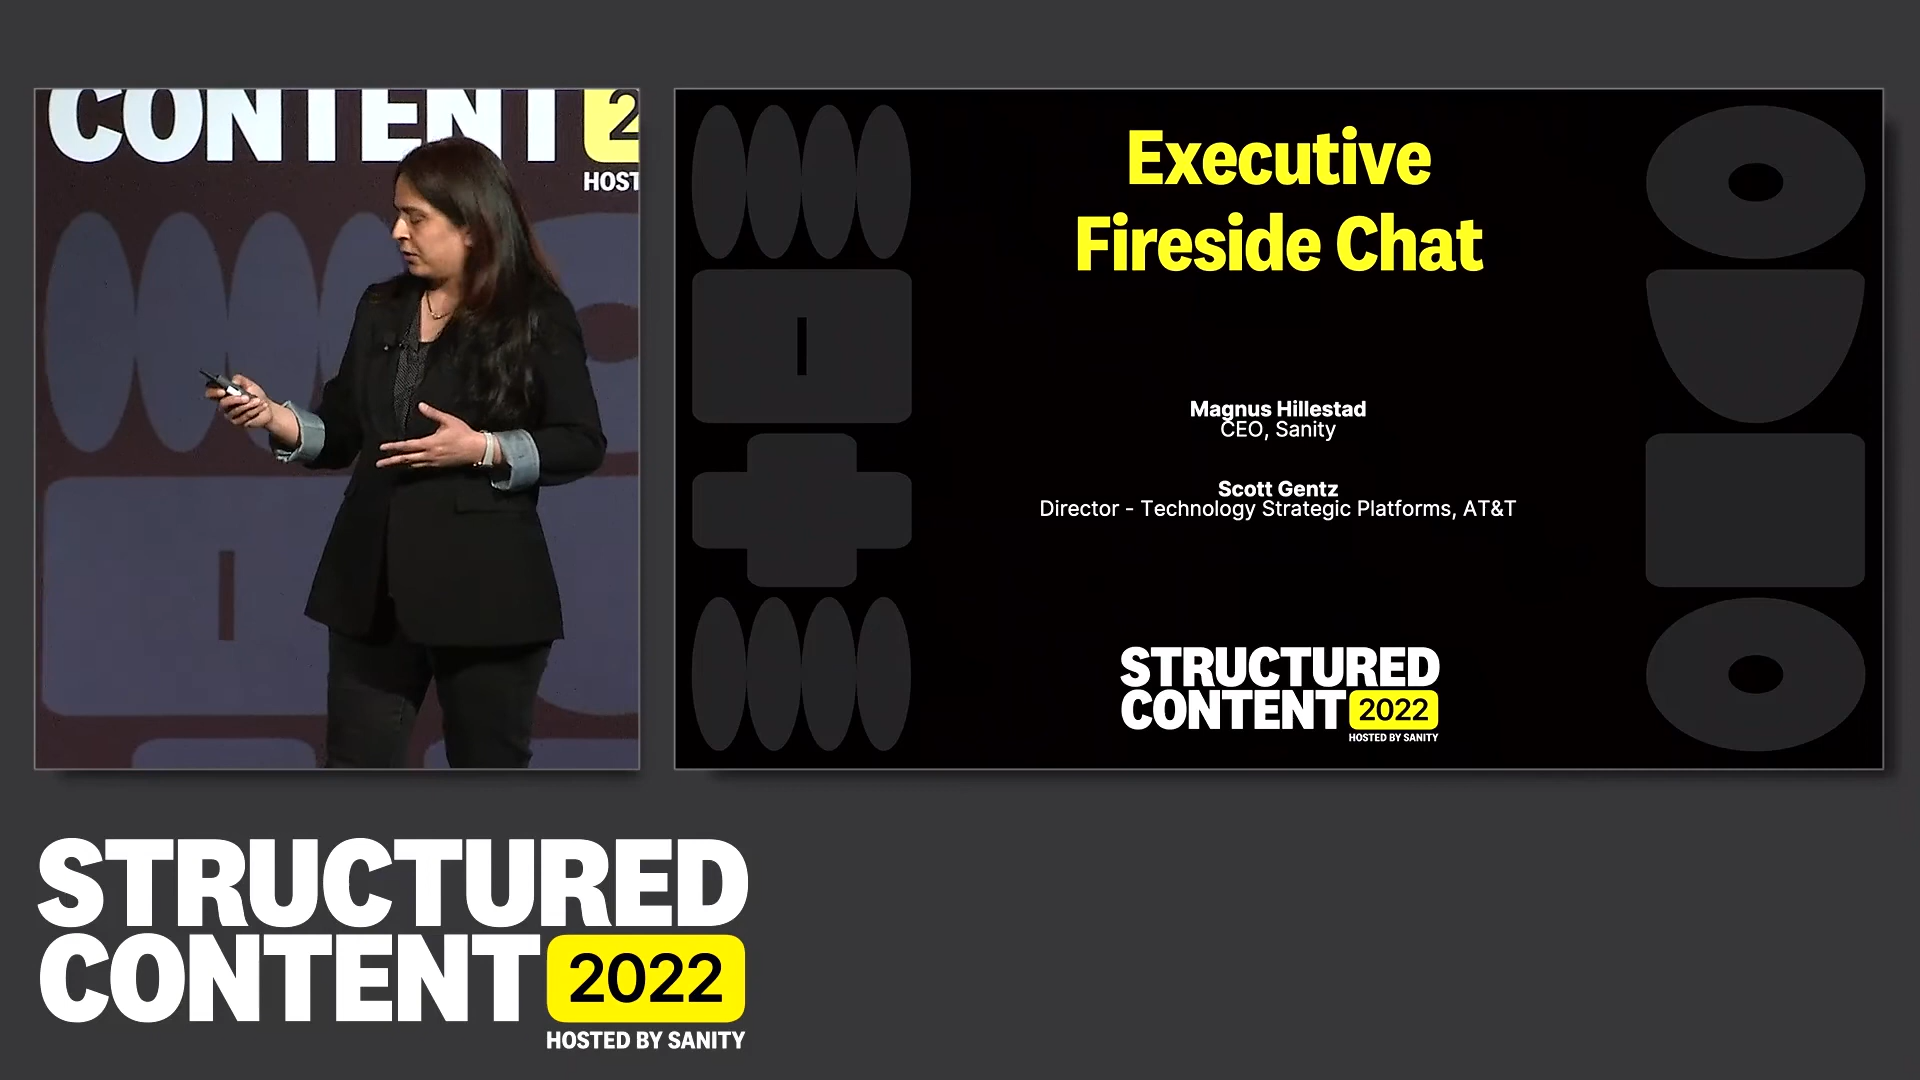 CONTENT 2
HOST
Executive
Fireside Chat
Magnus Hillestad
CEO, Sanity
Scott Gentz
Director - Technology Strategic Platforms, AT&T
STRUCTURED
CONTENT 2022
HOSTED BY SANITY
STRUCTURED
CONTENT 2022
HOSTED BY SANITY